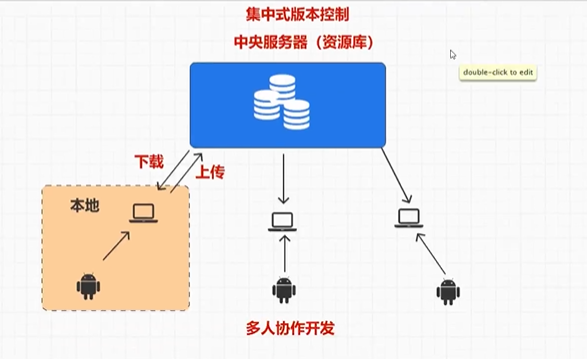 集中式版本控制
中央服务器（资源库）
double-click to edit
下载
上传
本地
多人协作开发